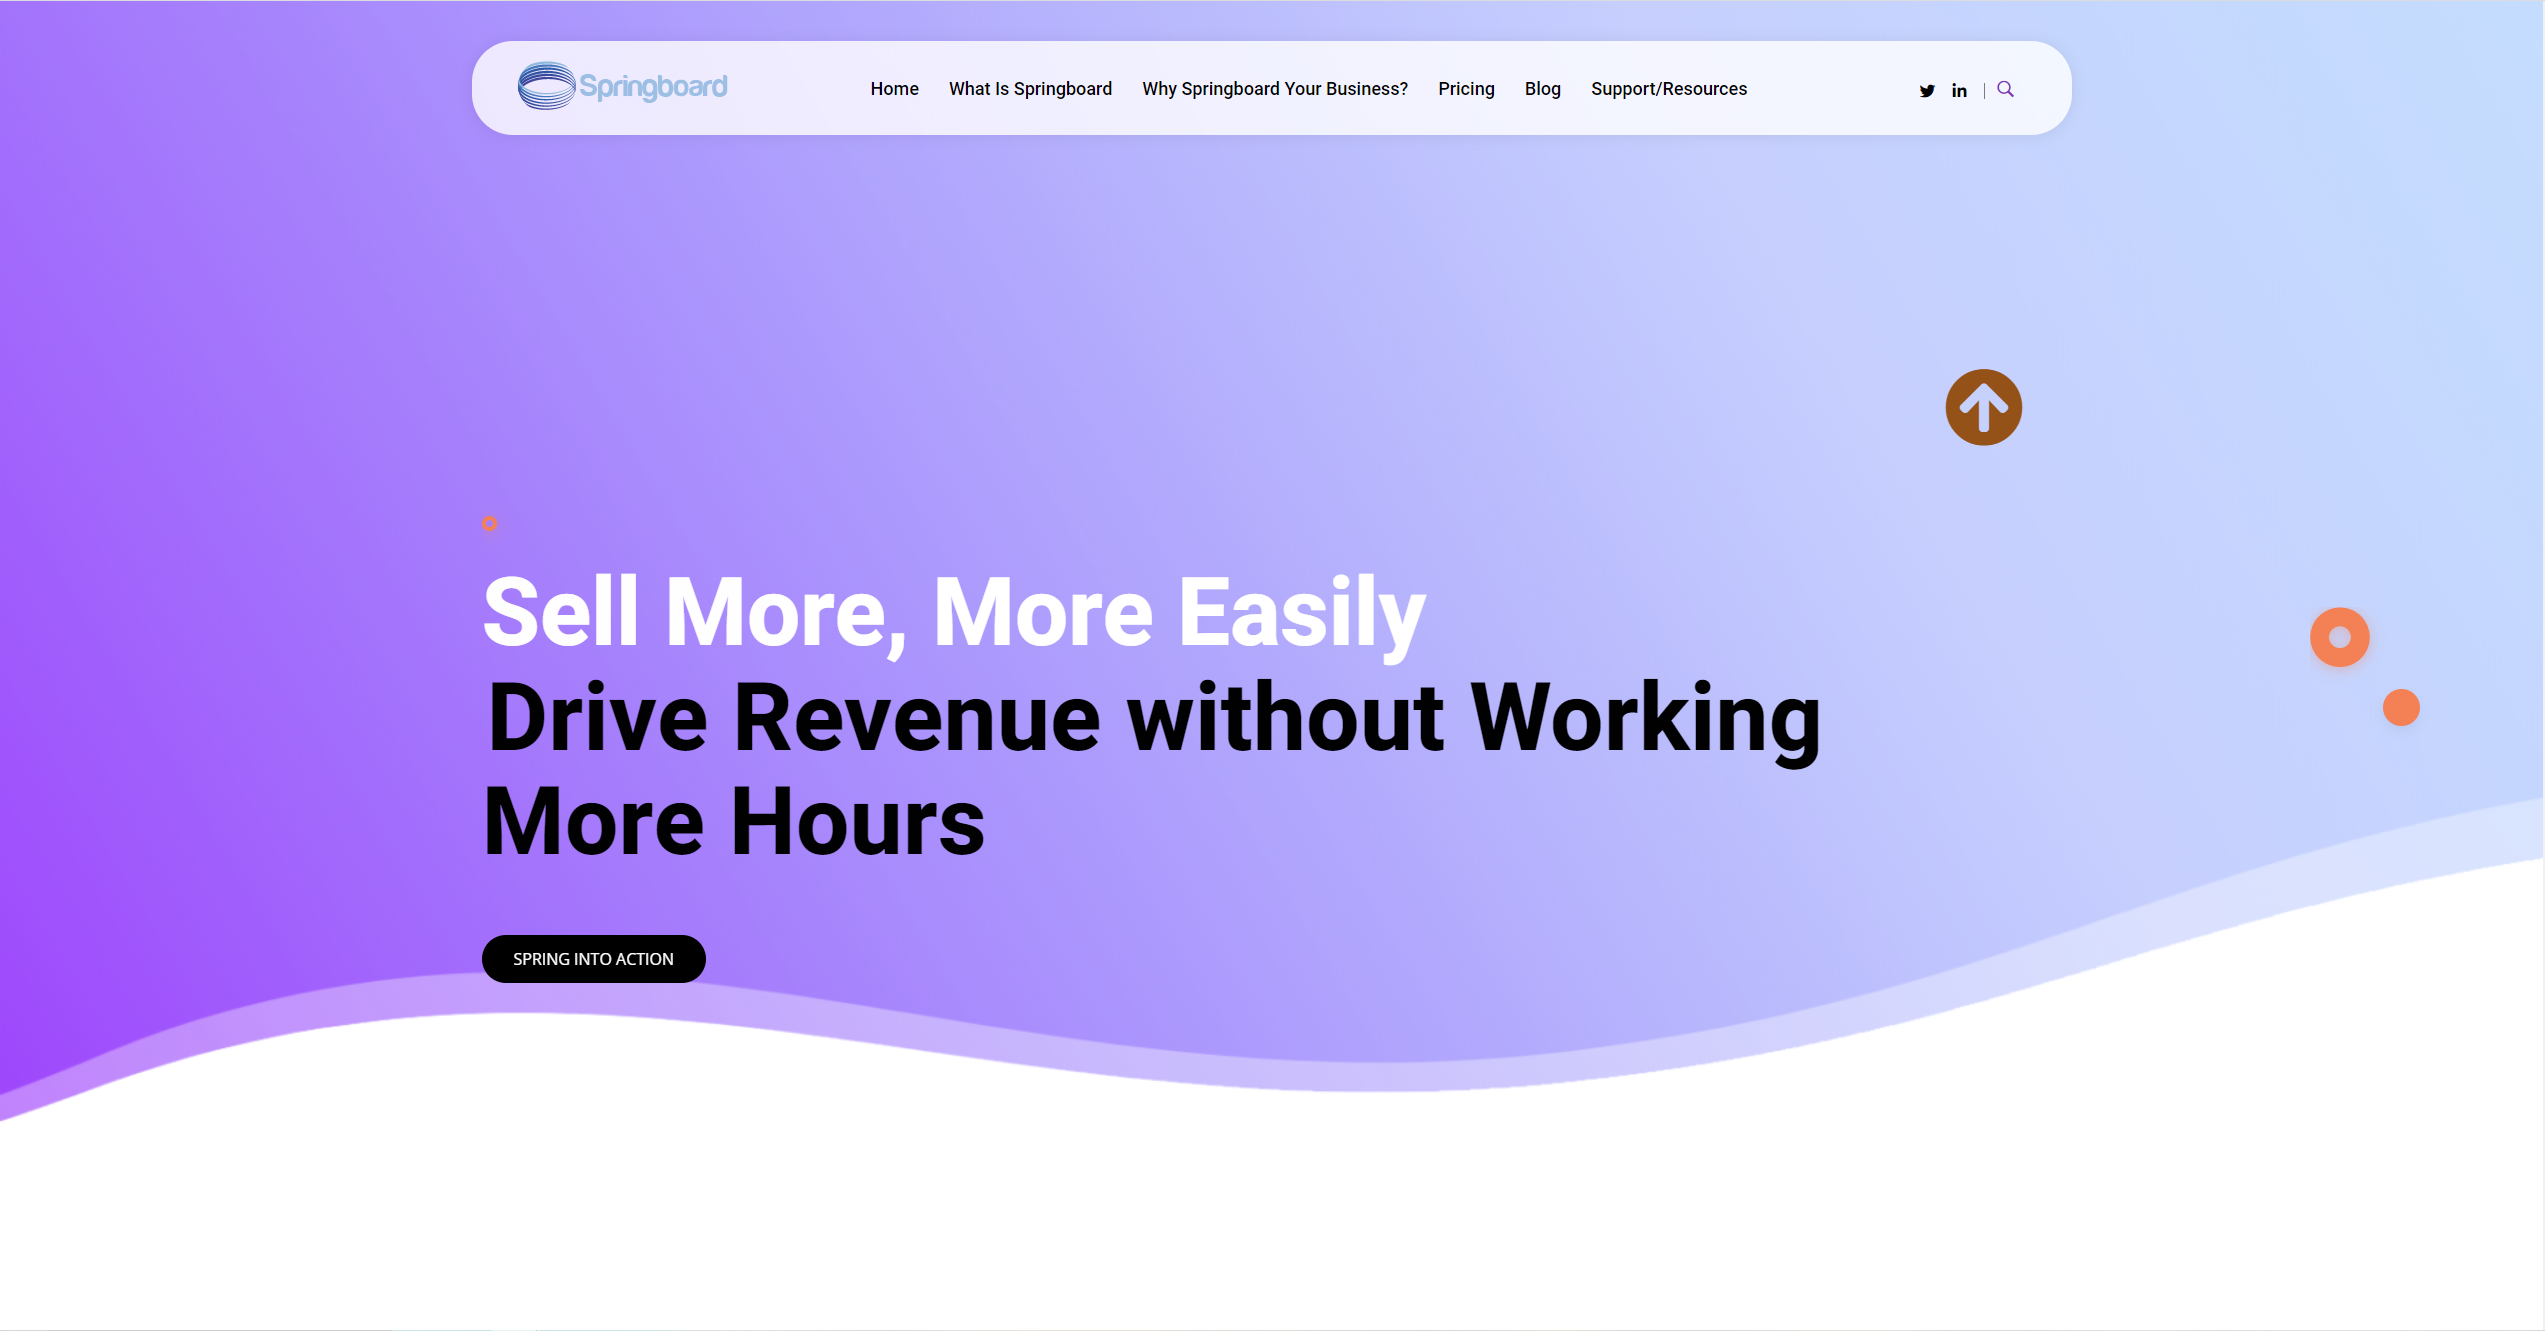 Springboard
Home What Is Springboard Why Springboard Your Business? Pricing Blog Support/Resources
Sell More, More Easily
Drive Revenue without Working
More Hours
SPRING INTO ACTION